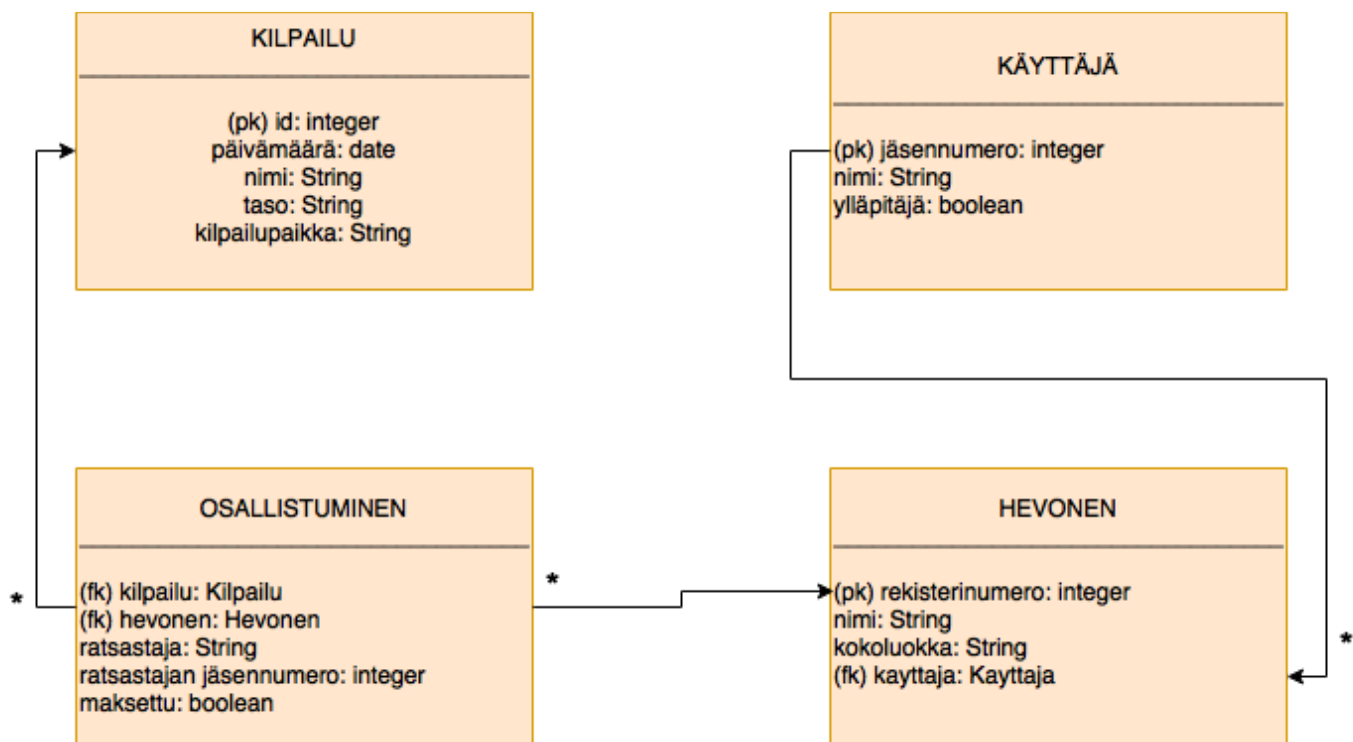 KILPAILU
(pk) id: integer
päivämäärä: date
nimi: String
taso: String
kilpailupaikka: String
KÄYTTÄJÄ
(pk) jäsennumero: integer
nimi: String
ylläpitäjä: boolean
OSALLISTUMINEN
(fk) kilpailu: Kilpailu
(fk) hevonen: Hevonen
ratsastaja: String
ratsastajan jäsennumero: integer
maksettu: boolean
*
*
HEVONEN
(pk) rekisterinumero: integer
nimi: String
kokoluokka: String
(fk) kayttaja: Kayttaja
*